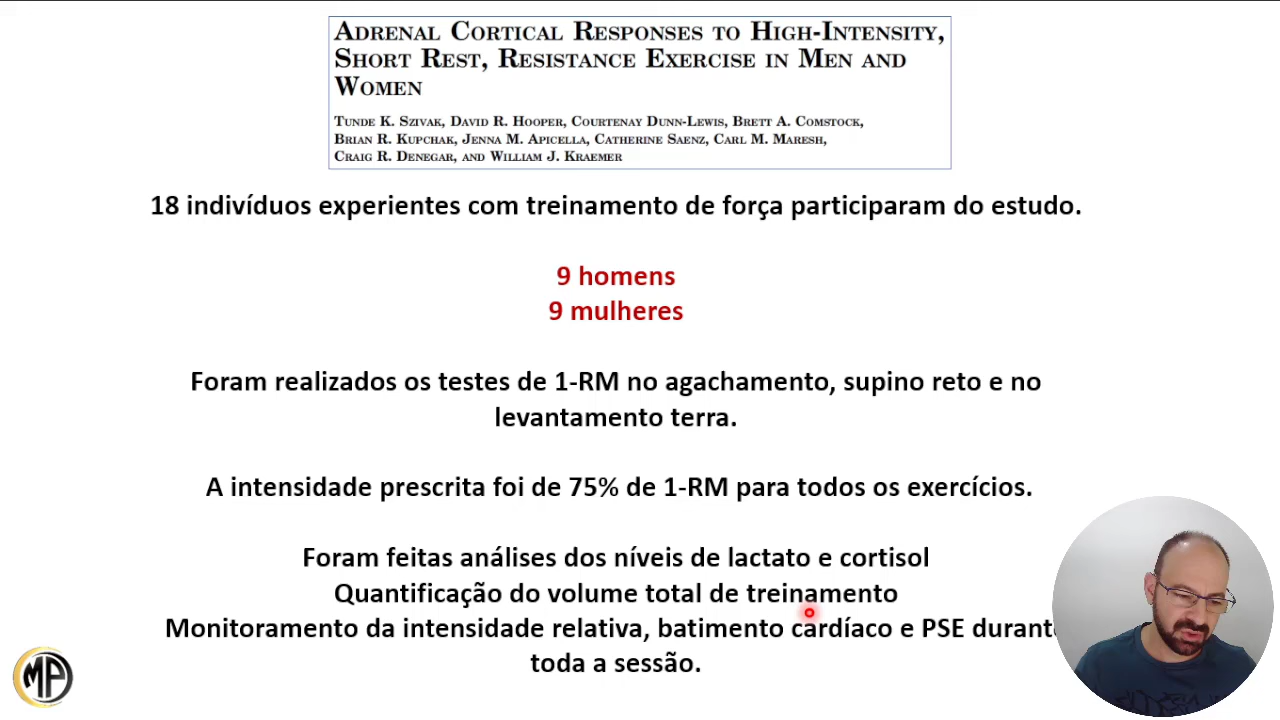 ADRENAL CORTICAL RESPONSES TO HIGH-INTENSITY,
SHORT REST, RESISTANCE EXERCISE IN MEN AND
WOMEN
TUNDE K. SZIVAK, DAVID R. HOOPER, COURTENAY DUNN-LEWIS, BRETT A. COMSTOCK,
BRIAN R. KUPCHAK, JENNA M. APICELLA, CATHERINE SAENZ, CARL M. MARESH,
CRAIG R. DENEGAR, AND WILLIAM J. KRAEMER
18 indivíduos experientes com treinamento de força participaram do estudo.
9 homens
9 mulheres
Foram realizados os testes de 1-RM no agachamento, supino reto e no
levantamento terra.
A intensidade prescrita foi de 75% de 1-RM para todos os exercícios.
Foram feitas análises dos níveis de lactato e cortisol
Quantificação do volume total de treinamento
Monitoramento da intensidade relativa, batimento cardíaco e PSE durante
toda a sessão.
MP